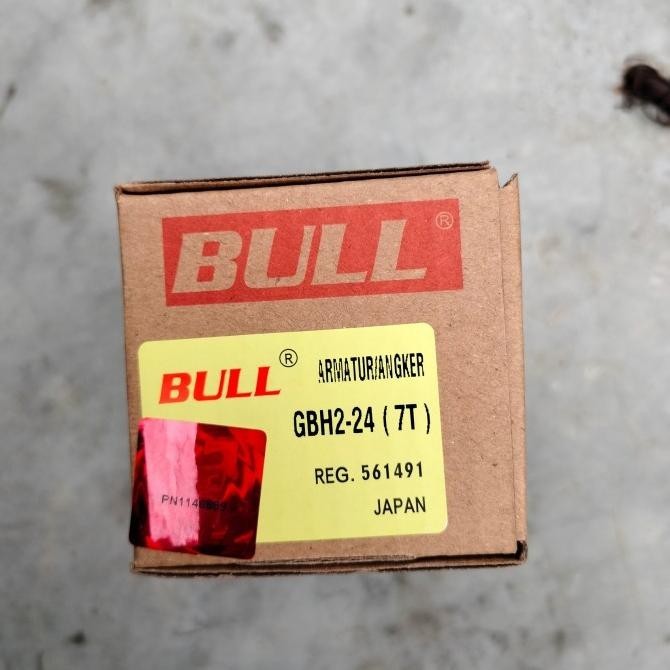 BULL®
BULL®
ARMATUR/ANGKER
GBH2-24 ( 7T )
REG. 561491
JAPAN